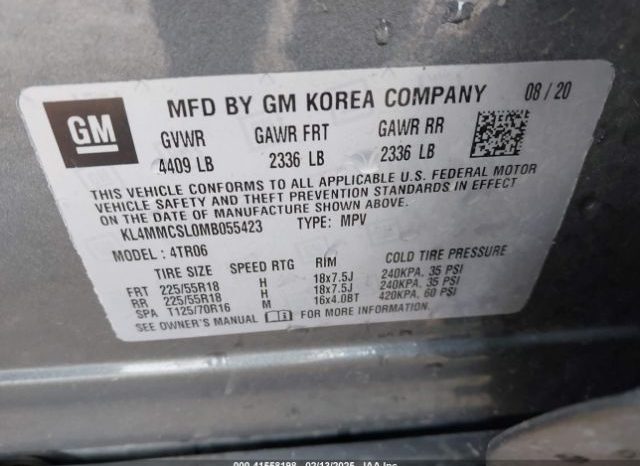 GM
MFD BY GM KOREA COMPANY 08 / 20
GVWR GAWR FRT GAWR RR
4409 LB 2336 LB 2336 LB
THIS VEHICLE CONFORMS TO ALL APPLICABLE U.S. FEDERAL MOTOR
VEHICLE SAFETY AND THEFT PREVENTION STANDARDS IN EFFECT
ON THE DATE OF MANUFACTURE SHOWN ABOVE.
KL4MMCSL0MB055423 TYPE: MPV
MODEL: 4TR06
TIRE SIZE SPEED RTG RIM COLD TIRE PRESSURE
FRT 225/55R18 H 18x7.5J 240KPA, 35 PSI
RR 225/55R18 H 18x7.5J 240KPA, 35 PSI
SPA T125/70R16 M 16x4.0BT 420KPA, 60 PSI
SEE OWNER'S MANUAL FOR MORE INFORMATION.